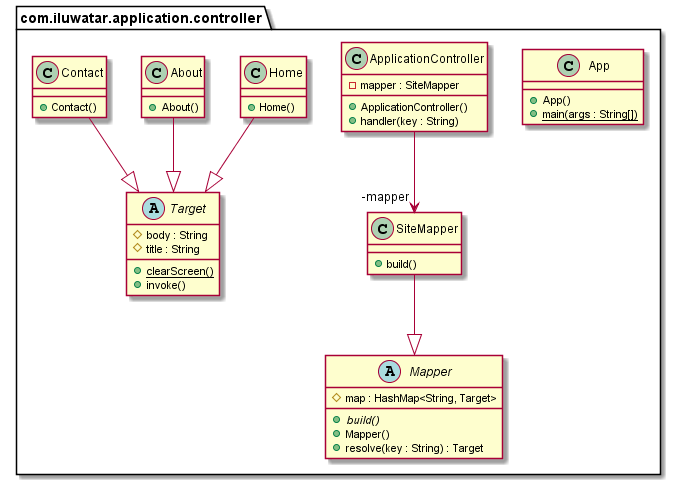 com.iluwatar.application.controller
C Contact
Contact()
C About
About()
C Home
Home()
C ApplicationController
mapper : SiteMapper
ApplicationController()
handler(key : String)
C App
App()
main(args : String[])
A Target
body : String
title : String
clearScreen()
invoke()
-mapper
C SiteMapper
build()
A Mapper
map : HashMap<String, Target>
build()
Mapper()
resolve(key : String) : Target